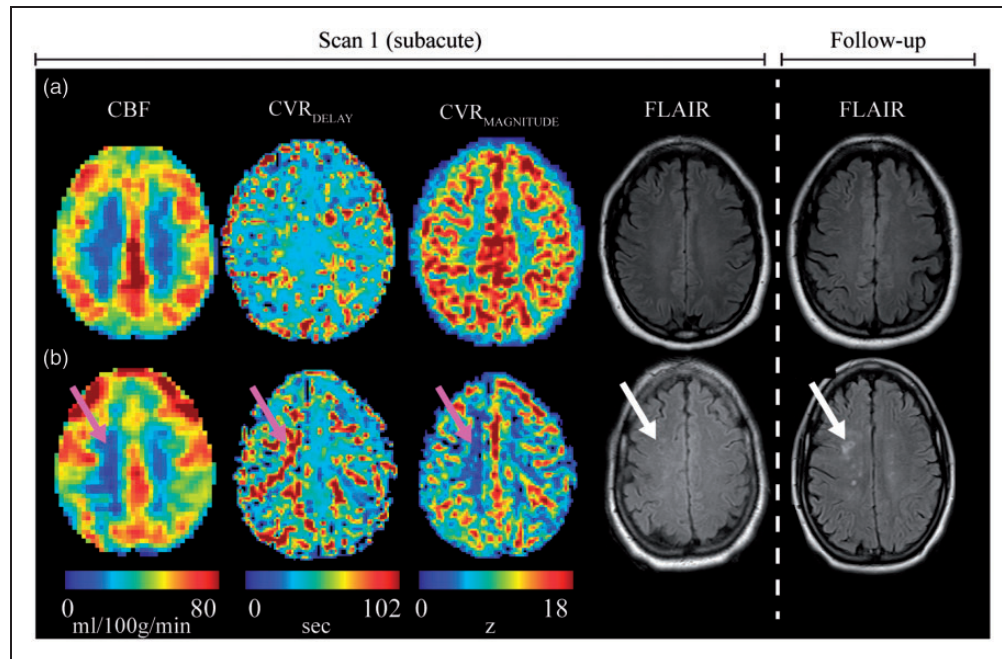 Scan 1 (subacute) Follow-up
(a)
CBF CVRDELAY CVRMAGNITUDE FLAIR FLAIR
(b)
0 80 0 102 0 18
ml/100g/min sec z